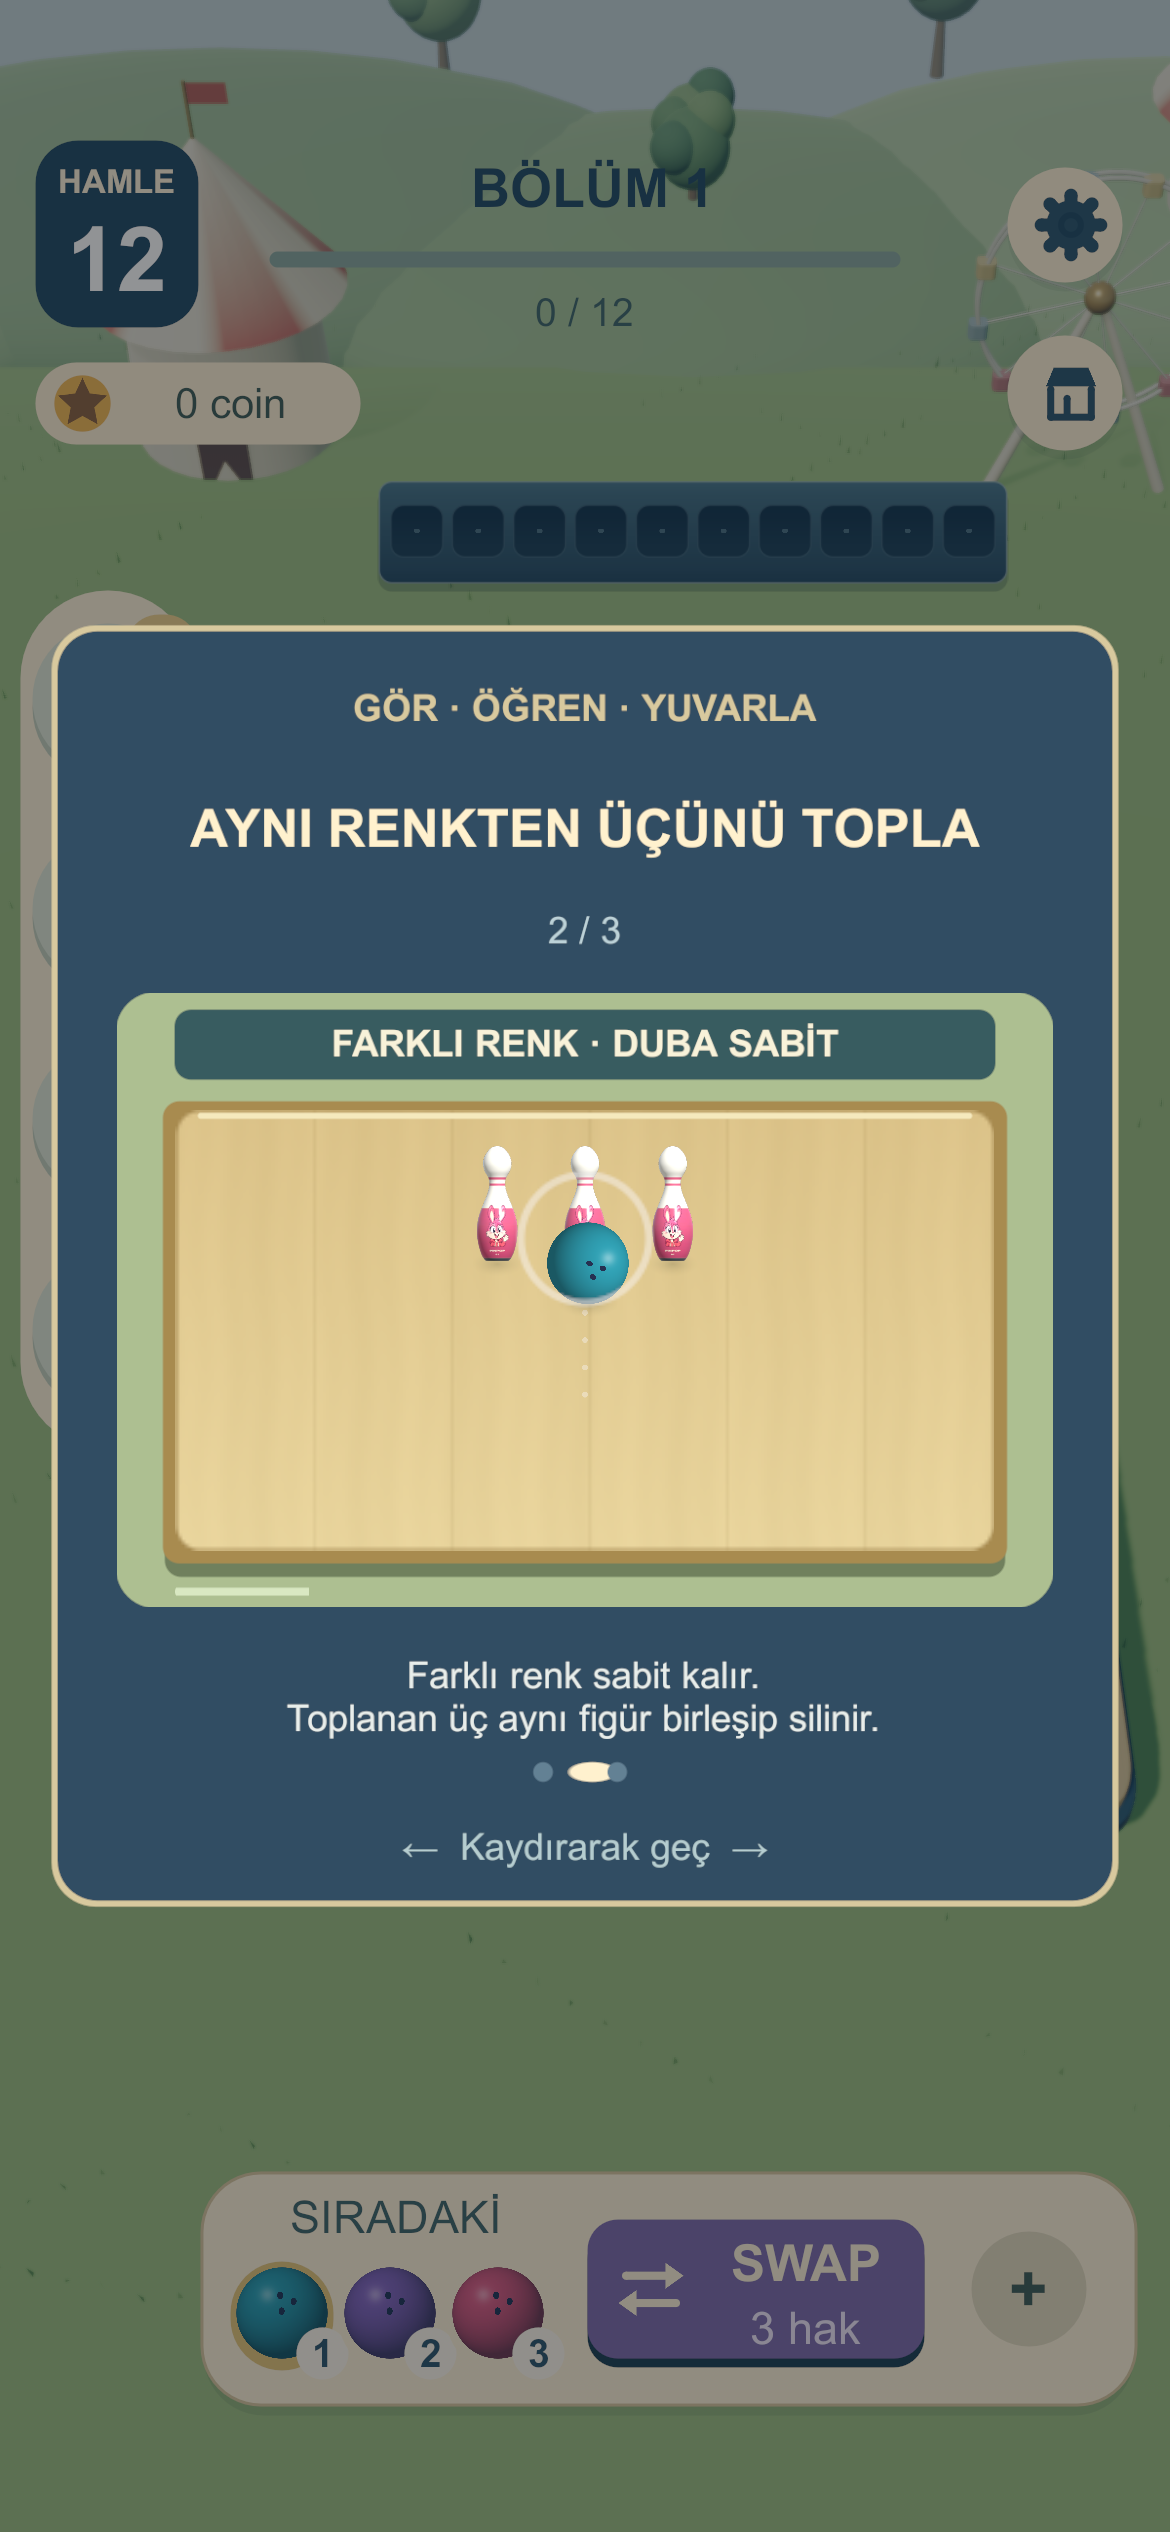 HAMLE
12
BÖLÜM 1
0 / 12
0 coin
GÖR · ÖĞREN · YUVARLA
AYNI RENKTEN ÜÇÜNÜ TOPLA
2 / 3
FARKLI RENK · DUBA SABİT
Farklı renk sabit kalır.
Toplanan üç aynı figür birleşip silinir.
← Kaydırarak geç →
SIRADAKİ
1
2
3
SWAP
3 hak
+